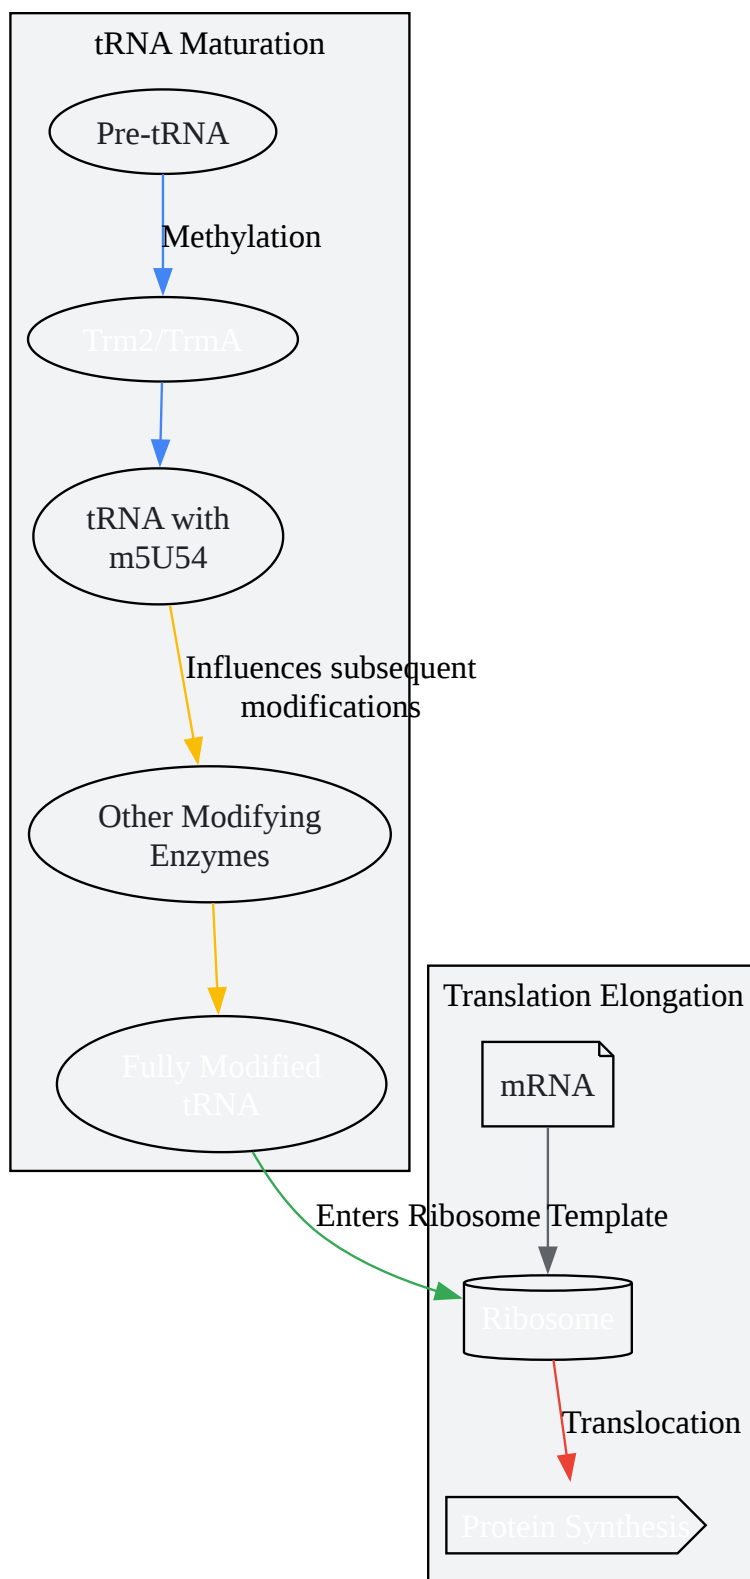 tRNA Maturation
Pre-tRNA
Methylation
Trm2/TrmA
tRNA with
m5U54
Influences subsequent
modifications
Other Modifying
Enzymes
Fully Modified
tRNA
Translation Elongation
mRNA
Enters Ribosome
Template
Ribosome
Translocation
Protein Synthesis